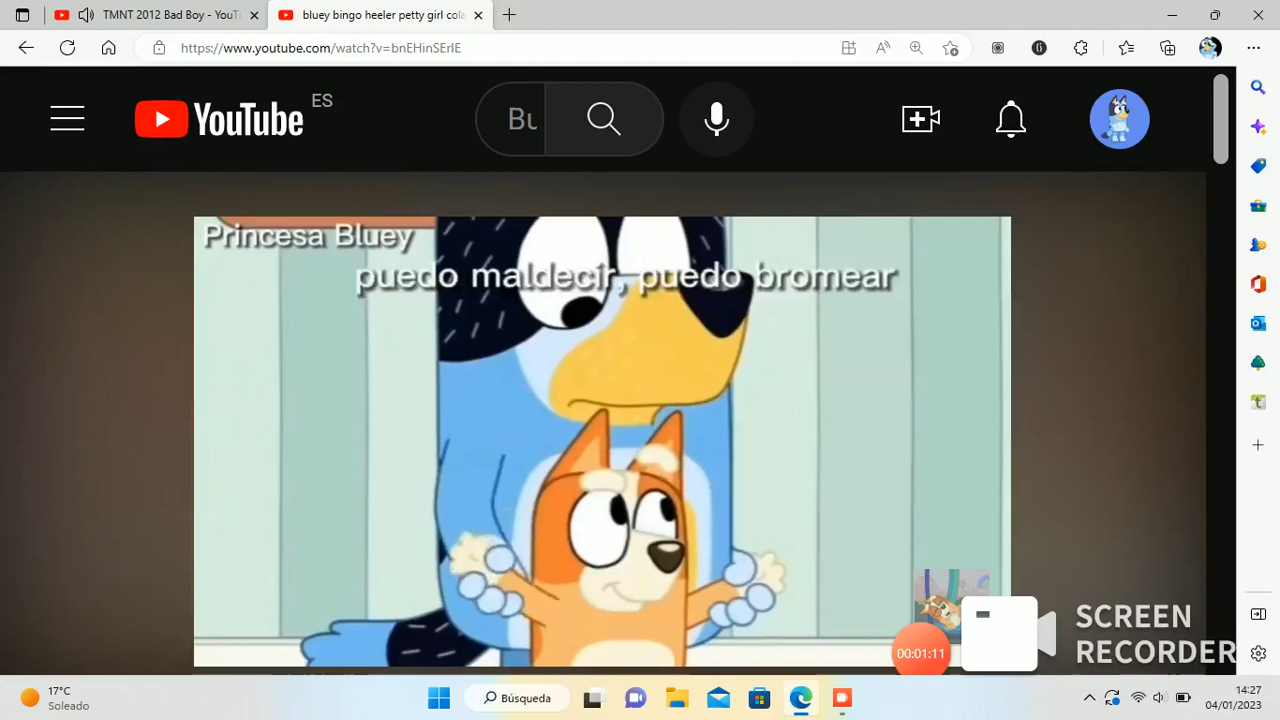 TMNT 2012 Bad Boy - YouT
bluey bingo heeler petty girl cola
https://www.youtube.com/watch?v=bnEHinSErIE
YouTube
ES
Bu
Princesa Bluey
puedo maldecir, puedo bromear
SCREEN
RECORDER
00:01:11
17°C
Soleado
Búsqueda
14:27
04/01/2023